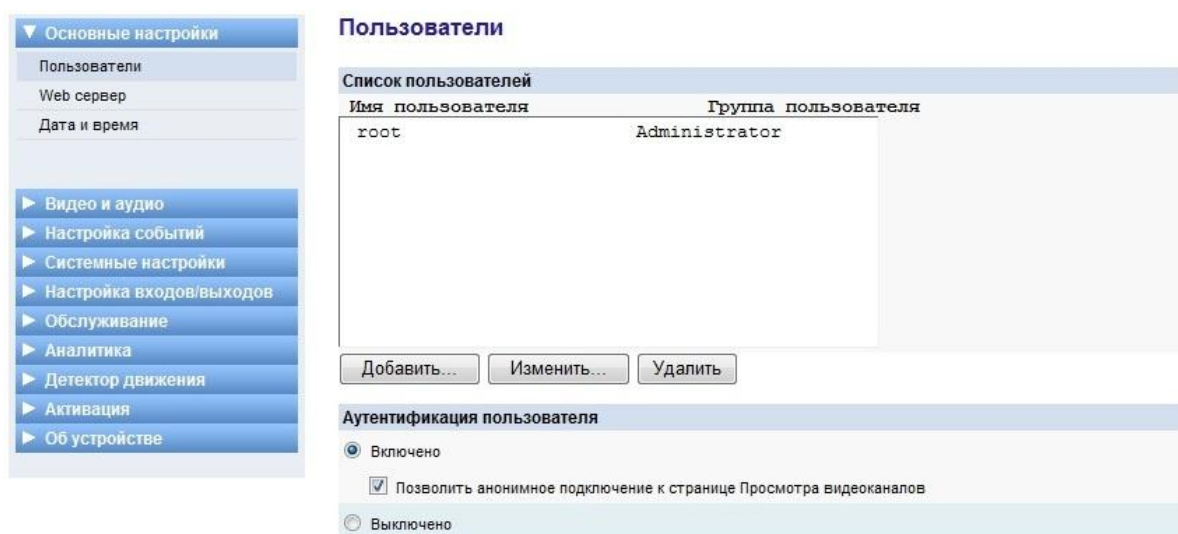 Основные настройки
Пользователи
Web сервер
Дата и время
Видео и аудио
Настройка событий
Системные настройки
Настройка входов/выходов
Обслуживание
Аналитика
Детектор движения
Активация
Об устройстве
Пользователи
Список пользователей
Имя пользователя Группа пользователя
root Administrator
Добавить... Изменить... Удалить
Аутентификация пользователя
Включено
Позволить анонимное подключение к странице Просмотра видеоканалов
Выключено